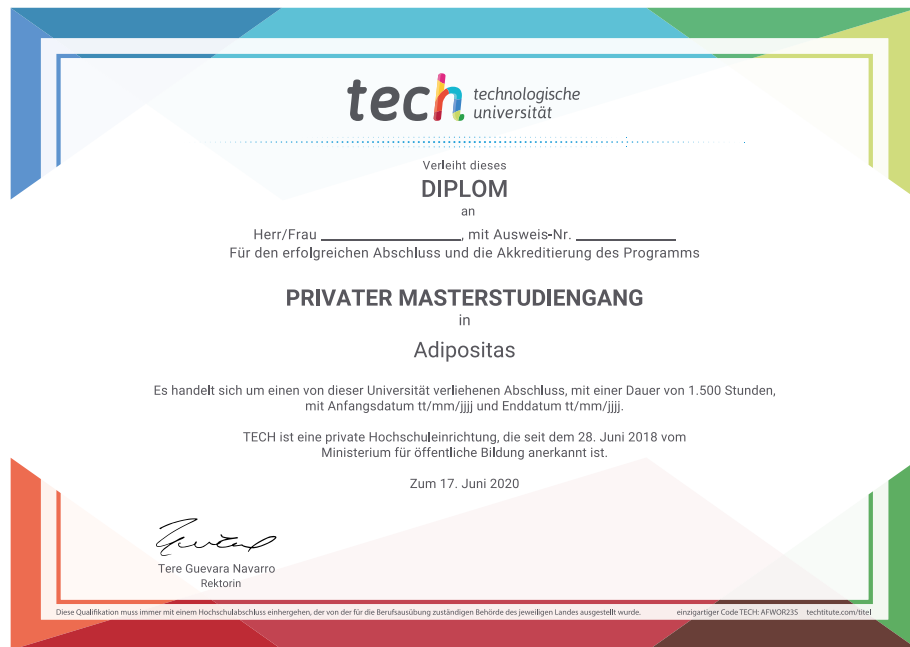 tech technologische
universität
Verleiht dieses
DIPLOM
an
Herr/Frau ____________, mit Ausweis-Nr. ____________
Für den erfolgreichen Abschluss und die Akkreditierung des Programms
PRIVATER MASTERSTUDIENGANG
in
Adipositas
Es handelt sich um einen von dieser Universität verliehenen Abschluss, mit einer Dauer von 1.500 Stunden,
mit Anfangsdatum tt/mm/jjjj und Enddatum tt/mm/jjjj.
TECH ist eine private Hochschuleinrichtung, die seit dem 28. Juni 2018 vom
Ministerium für öffentliche Bildung anerkannt ist.
Zum 17. Juni 2020
Tere Guevara Navarro
Rektorin
Diese Qualifikation muss immer mit einem Hochschulabschluss einhergehen, der von der für die Berufsausübung zuständigen Behörde des jeweiligen Landes ausgestellt wurde. einzigartiger Code TECH: AFWOR23S techtitute.com/titel